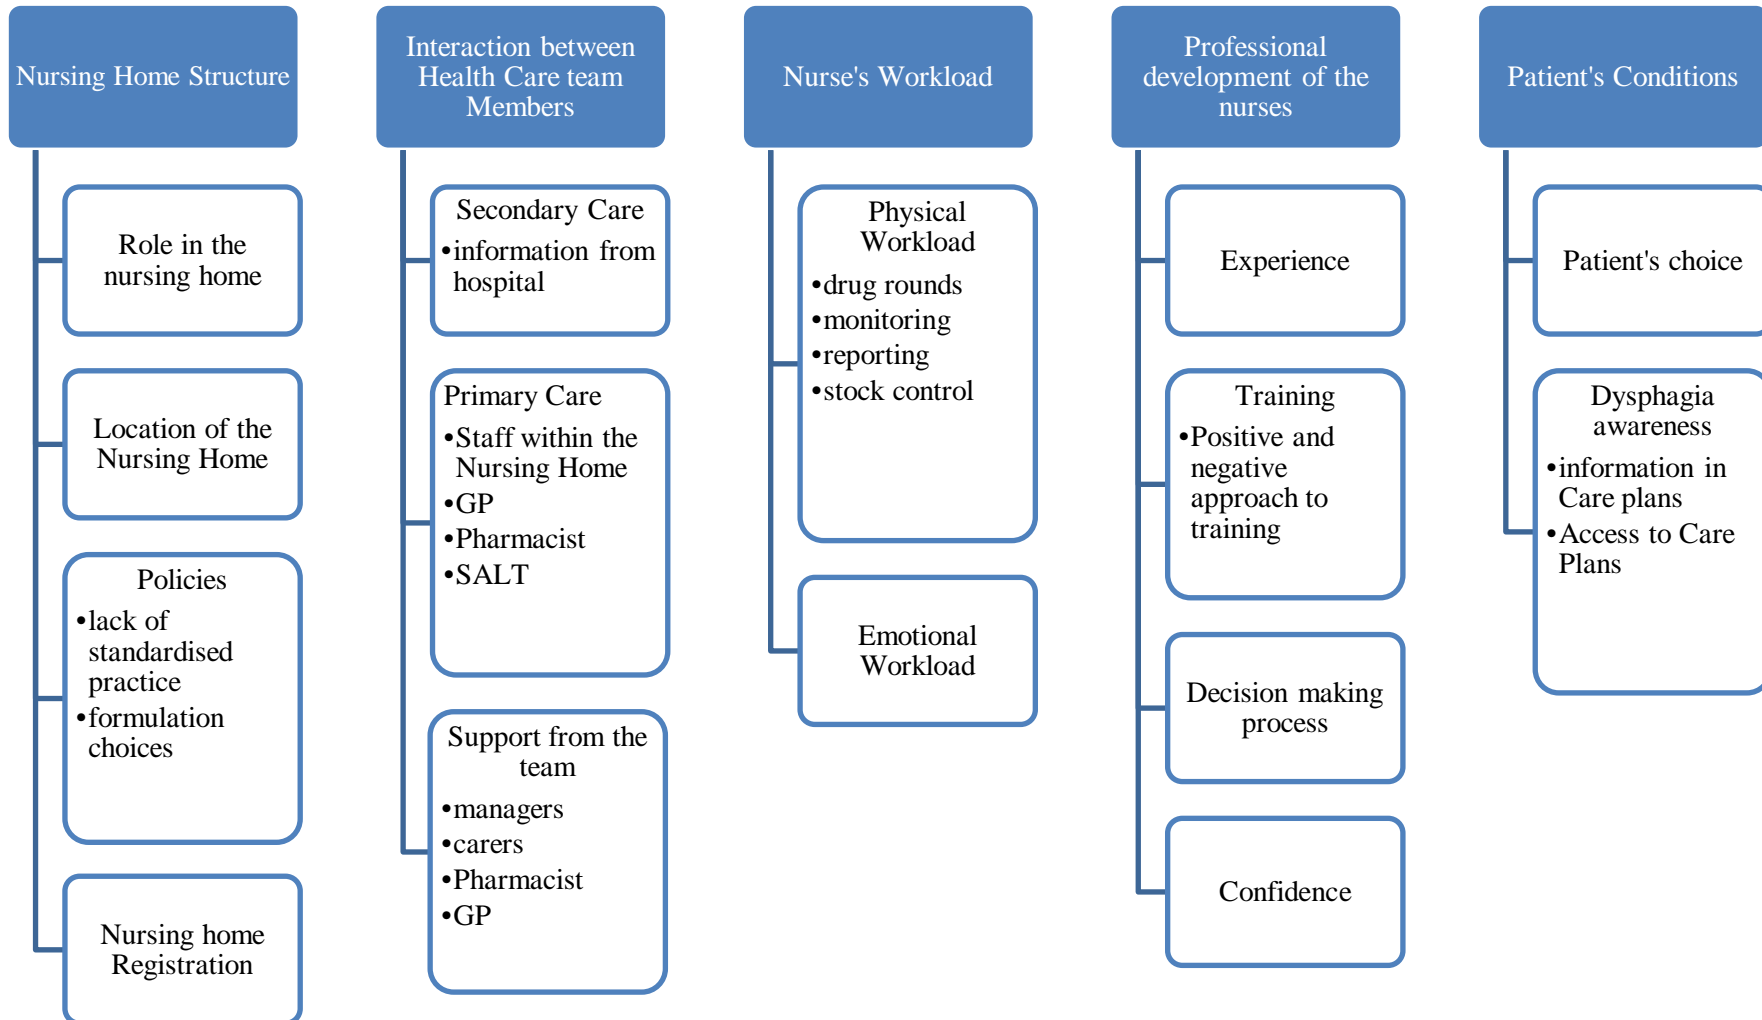 Nursing Home Structure
Role in the
nursing home
Location of the
Nursing Home
Policies
•lack of
standardised
practice
•formulation
choices
Nursing home
Registration
Interaction between
Health Care team
Members
Secondary Care
•information from
hospital
Primary Care
•Staff within the
Nursing Home
•GP
•Pharmacist
•SALT
Support from the
team
•managers
•carers
•Pharmacist
•GP
Nurse's Workload
Physical
Workload
•drug rounds
•monitoring
•reporting
•stock control
Emotional
Workload
Professional
development of the
nurses
Experience
Training
•Positive and
negative
approach to
training
Decision making
process
Confidence
Patient's Conditions
Patient's choice
Dysphagia
awareness
•information in
Care plans
•Access to Care
Plans